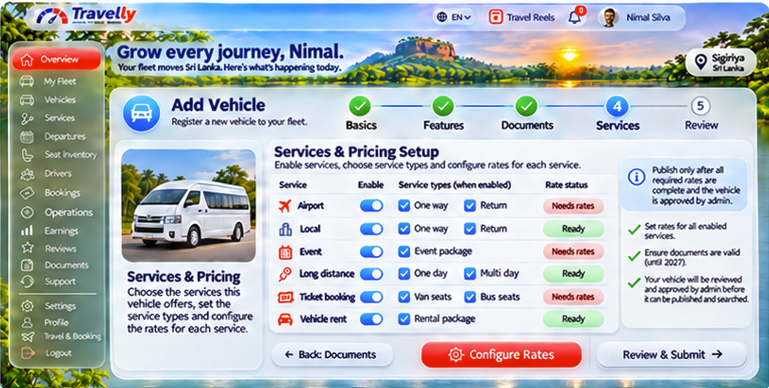 Travelly
EN
Travel Reels
9
Nimal Silva
Overview
My Fleet
Vehicles
Services
Departures
Seat Inventory
Drivers
Bookings
Operations
Earnings
Reviews
Documents
Support
Settings
Profile
Travel & Booking
Logout
Grow every journey, Nimal.
Your fleet moves Sri Lanka. Here's what's happening today.
Sigiriya
Sri Lanka
Add Vehicle
Register a new vehicle to your fleet.
Basics
Features
Documents
4
Services
5
Review
Services & Pricing
Choose the services this
vehicle offers, set the
service types and configure
the rates for each service.
Services & Pricing Setup
Enable services, choose service types and configure rates for each service.
Service Enable Service types (when enabled) Rate status
Airport One way Return Needs rates
Local One way Return Ready
Event Event package Needs rates
Long distance One day Multi day Ready
Ticket booking Van seats Bus seats Needs rates
Vehicle rent Rental package Ready
Publish only after all
required rates are
complete and the vehicle
is approved by admin.
Set rates for all enabled
services.
Ensure documents are valid
(until 2027).
Your vehicle will be reviewed
and approved by admin before
it can be published and searched.
← Back: Documents
Configure Rates
Review & Submit →